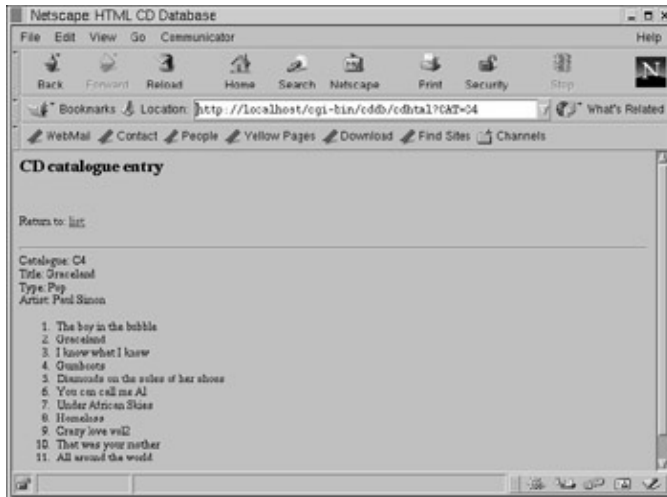 Netscape: HTML CD Database
File Edit View Go Communicator Help
Back Forward Reload Home Search Netscape Print Security Stop N
Bookmarks Location: http://localhost/cgi-bin/cddb/cdhtml?CAT=C4 What's Related
WebMail Contact People Yellow Pages Download Find Sites Channels
CD catalogue entry
Return to: list
Catalogue: C4
Title: Graceland
Type: Pop
Artist: Paul Simon
1. The boy in the bubble
2. Graceland
3. I know what I know
4. Gumboots
5. Diamonds on the soles of her shoes
6. You can call me Al
7. Under African Skies
8. Homeless
9. Crazy love vol2
10. That was your mother
11. All around the world